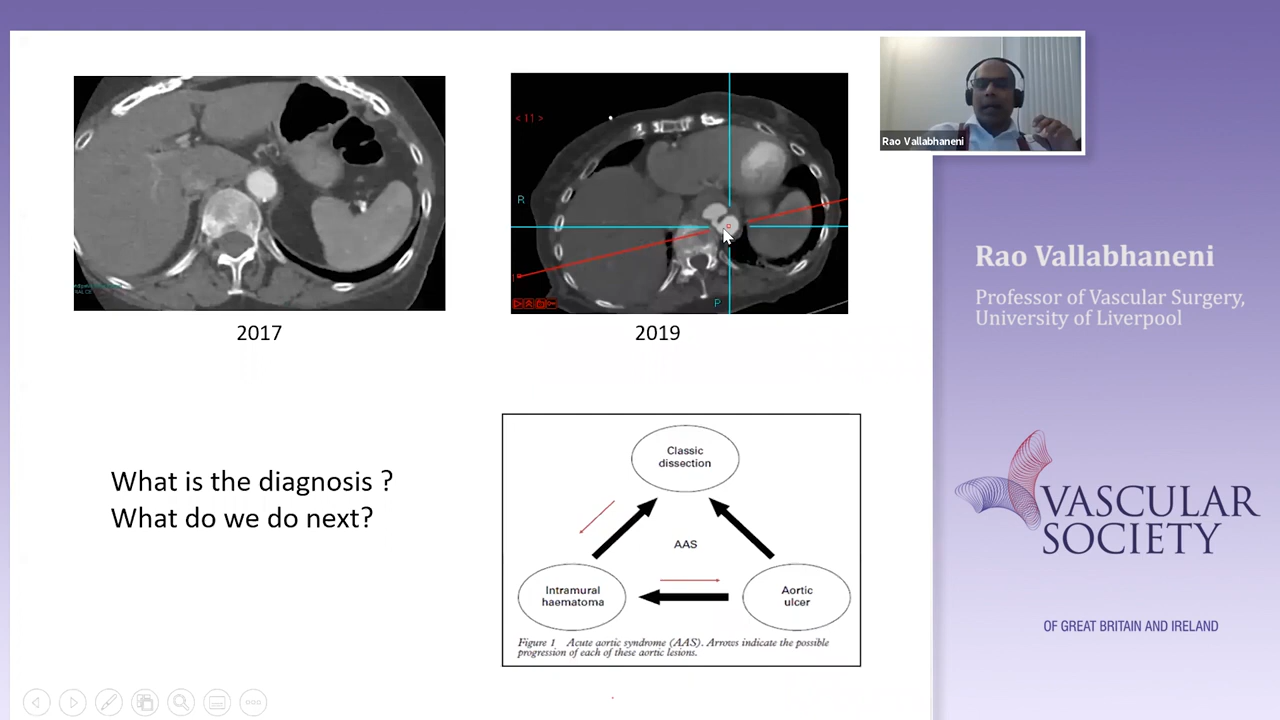 < 11 >
R
P
2017
2019
What is the diagnosis ?
What do we do next?
Classic
dissection
AAS
Intramural
haematoma
Aortic
ulcer
Figure 1 Acute aortic syndrome (AAS). Arrows indicate the possible
progression of each of these aortic lesions.
Rao Vallabhaneni
Rao Vallabhaneni
Professor of Vascular Surgery,
University of Liverpool
VASCULAR
SOCIETY
OF GREAT BRITAIN AND IRELAND